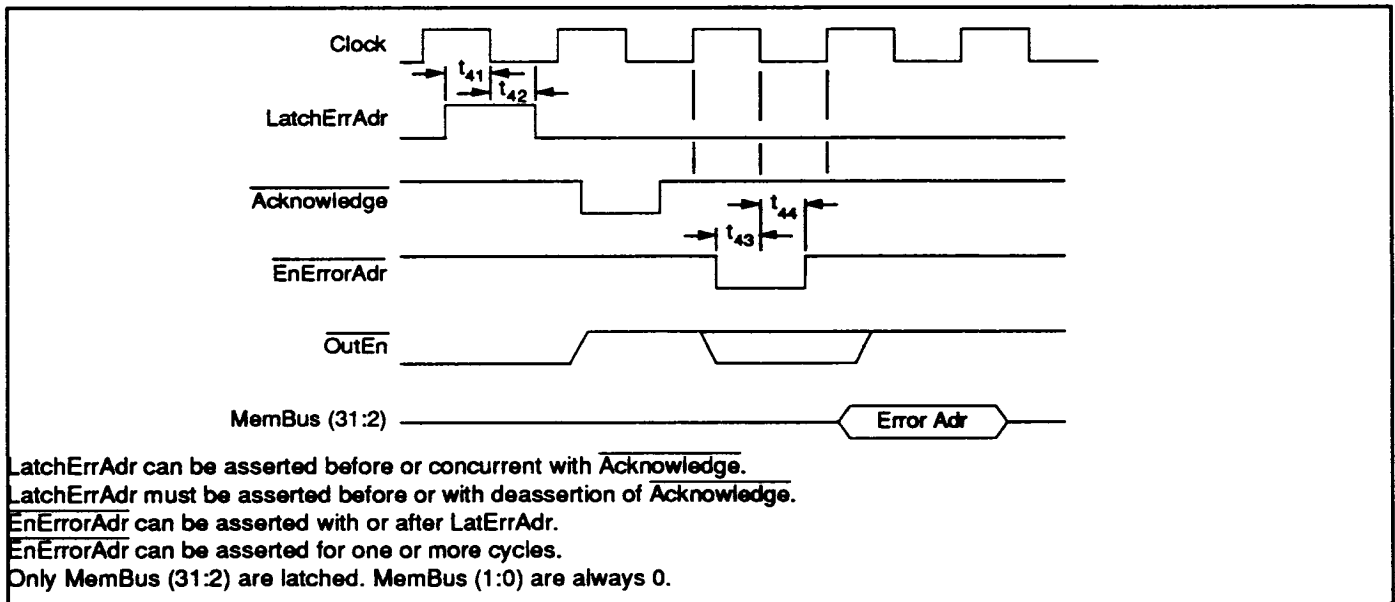 Clock
t41
t42
LatchErrAdr
Acknowledge
t44
t43
EnErrorAdr
OutEn
MemBus (31:2)
Error Adr
LatchErrAdr can be asserted before or concurrent with Acknowledge.
LatchErrAdr must be asserted before or with deassertion of Acknowledge.
EnErrorAdr can be asserted with or after LatErrAdr.
EnErrorAdr can be asserted for one or more cycles.
Only MemBus (31:2) are latched. MemBus (1:0) are always 0.